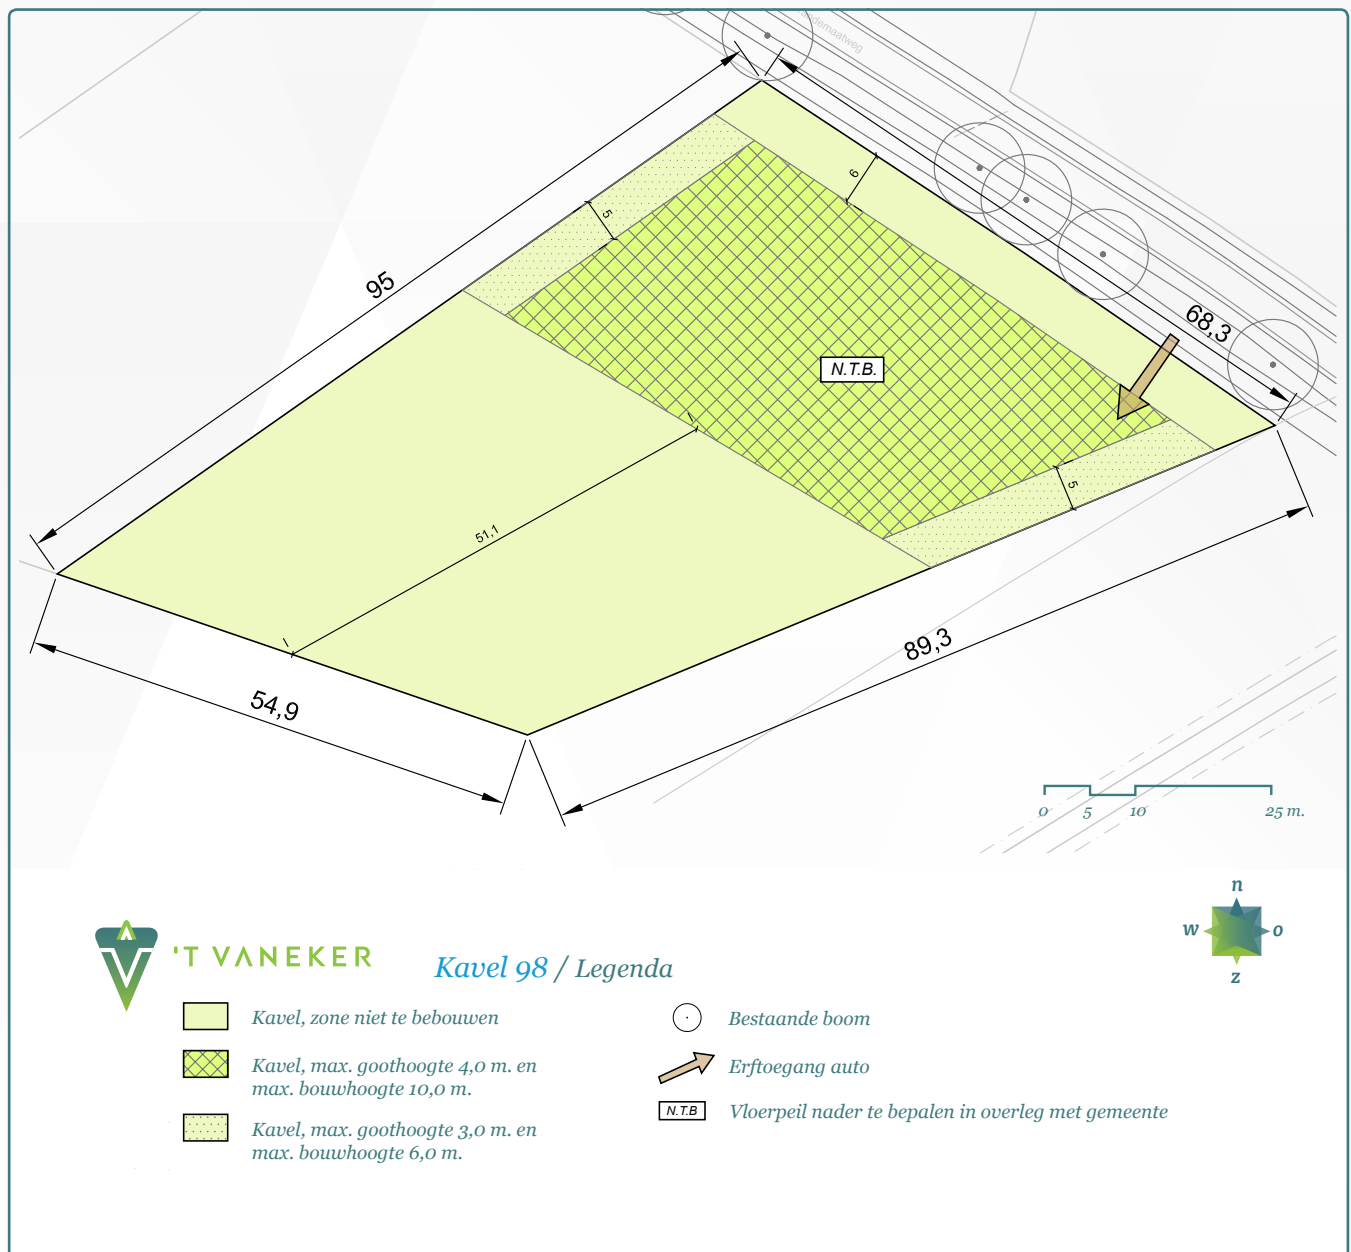 andemaatweg
95
6
5
68,3
N.T.B.
5
51,1
89,3
54,9
0 5 10 25 m.
n
w o
z
'T VANEKER
Kavel 98 / Legenda
Kavel, zone niet te bebouwen
Kavel, max. goothoogte 4,0 m. en
max. bouwhoogte 10,0 m.
Kavel, max. goothoogte 3,0 m. en
max. bouwhoogte 6,0 m.
Bestaande boom
Erftoegang auto
N.T.B Vloerpeil nader te bepalen in overleg met gemeente